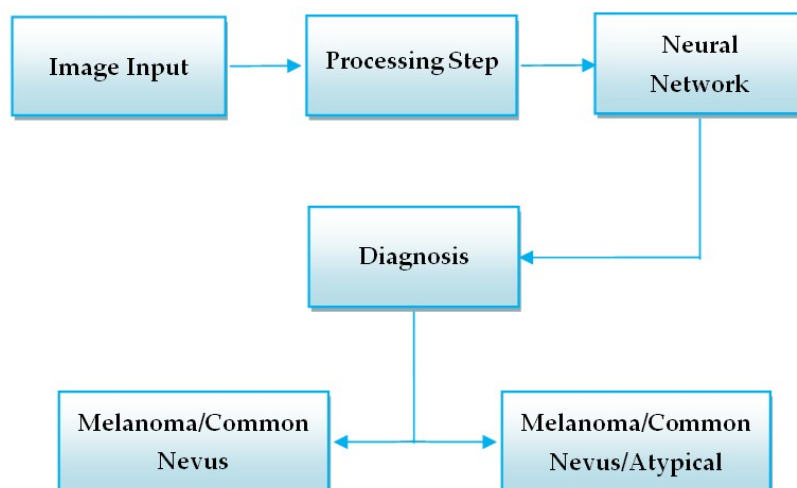 Image Input
Processing Step
Neural
Network
Diagnosis
Melanoma/Common
Nevus
Melanoma/Common
Nevus/Atypical